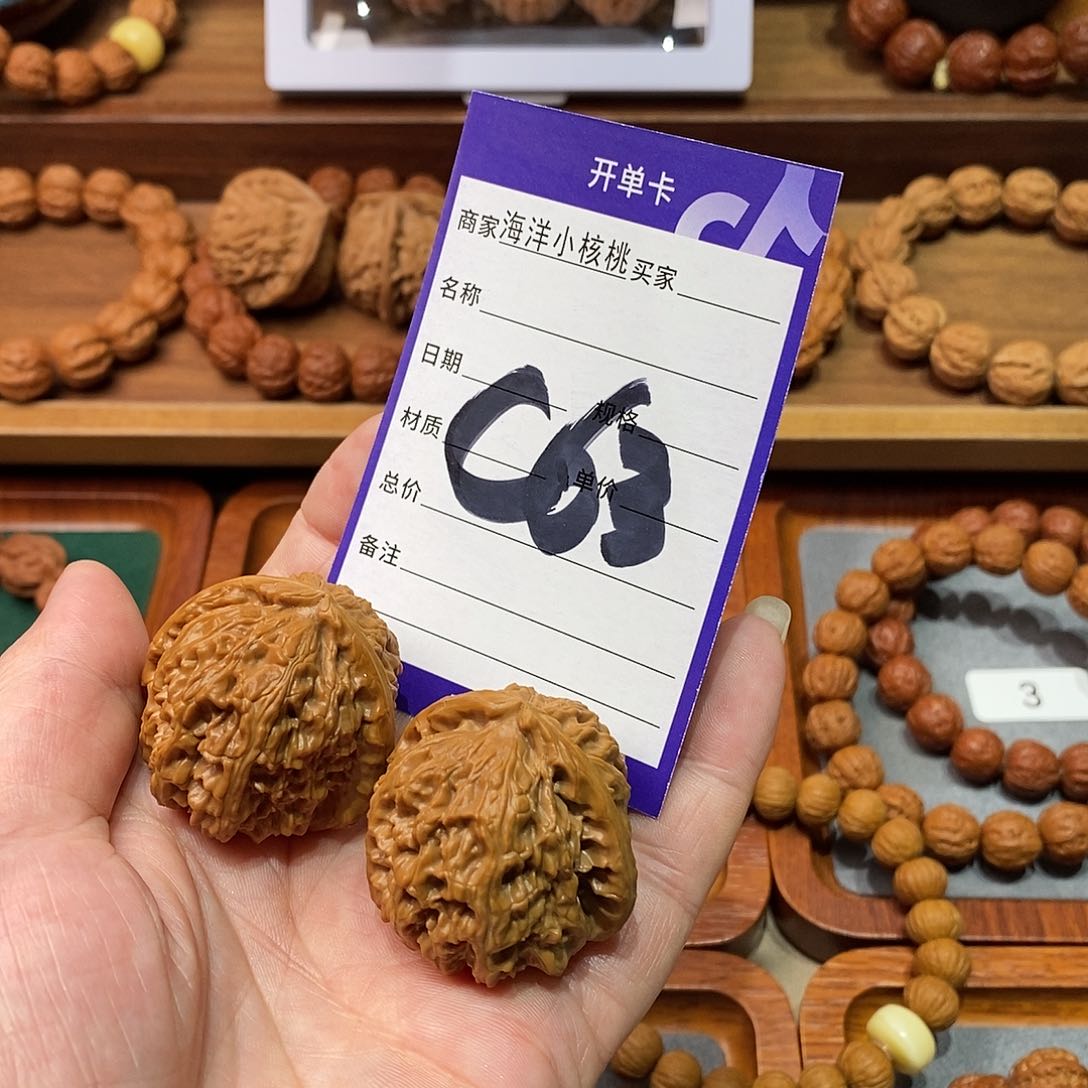 开单卡
商家海洋小核桃买家
名称
日期 规格
材质 单价
总价
备注
C63
3